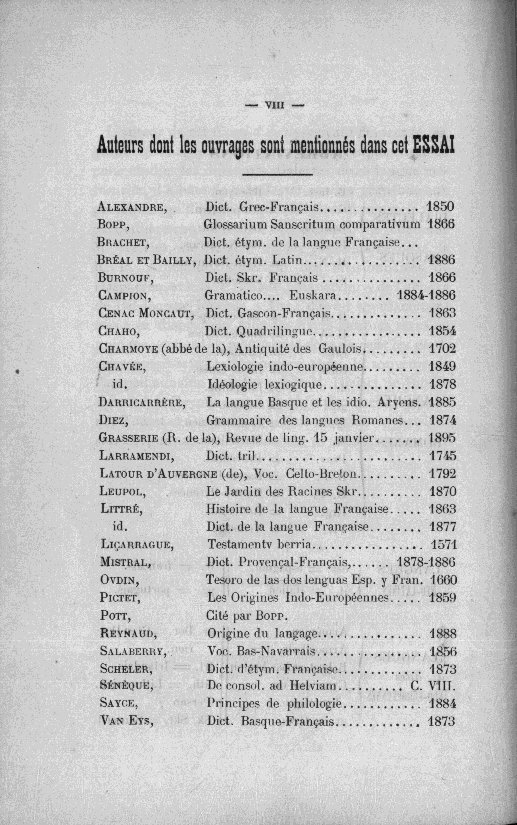 — VIII —
Auteurs dont les ouvrages sont mentionnés dans cet ESSAI
ALEXANDRE, Dict. Grec-Français............... 1850
BOPP, Glossarium Sanscritum comparativum 1866
BRACHET, Dict. étym. de la langue Française...
BRÉAL ET BAILLY, Dict. étym. Latin.................. 1886
BURNOUF, Dict. Skr. Français ............... 1866
CAMPION, Gramatico.... Euskara........ 1884-1886
CENAC MONCAUT, Dict. Gascon-Français.............. 1863
CHAHO, Dict. Quadrilingue................. 1854
CHARMOYE (abbé de la), Antiquité des Gaulois......... 1702
CHAVÉE, Lexiologie indo-européenne......... 1849
id. Idéologie lexiogique............... 1878
DARRICARRÈRE, La langue Basque et les idio. Aryens. 1885
DIEZ, Grammaire des langues Romanes... 1874
GRASSERIE (R. de la), Revue de ling. 15 janvier....... 1895
LARRAMENDI, Dict. tril......................... 1745
LATOUR D'AUVERGNE (de), Voc. Celto-Breton.......... 1792
LEUPOL, Le Jardin des Racines Skr.......... 1870
LITTRÉ, Histoire de la langue Française..... 1863
id. Dict. de la langue Française........ 1877
LIÇARRAGUE, Testamentv berria................. 1571
MISTRAL, Dict. Provençal-Français,...... 1878-1886
OVDIN, Tesoro de las dos lenguas Esp. y Fran. 1660
PICTET, Les Origines Indo-Européennes..... 1859
POTT, Cité par BOPP.
REYNAUD, Origine du langage................ 1888
SALABERRY, Voc. Bas-Navarrais................ 1856
SCHELER, Dict. d'étym. Française............ 1873
SÉNÈQUE, De consol. ad Helviam.......... C. VIII.
SAYCE, Principes de philologie............ 1884
VAN EYS, Dict. Basque-Français............. 1873